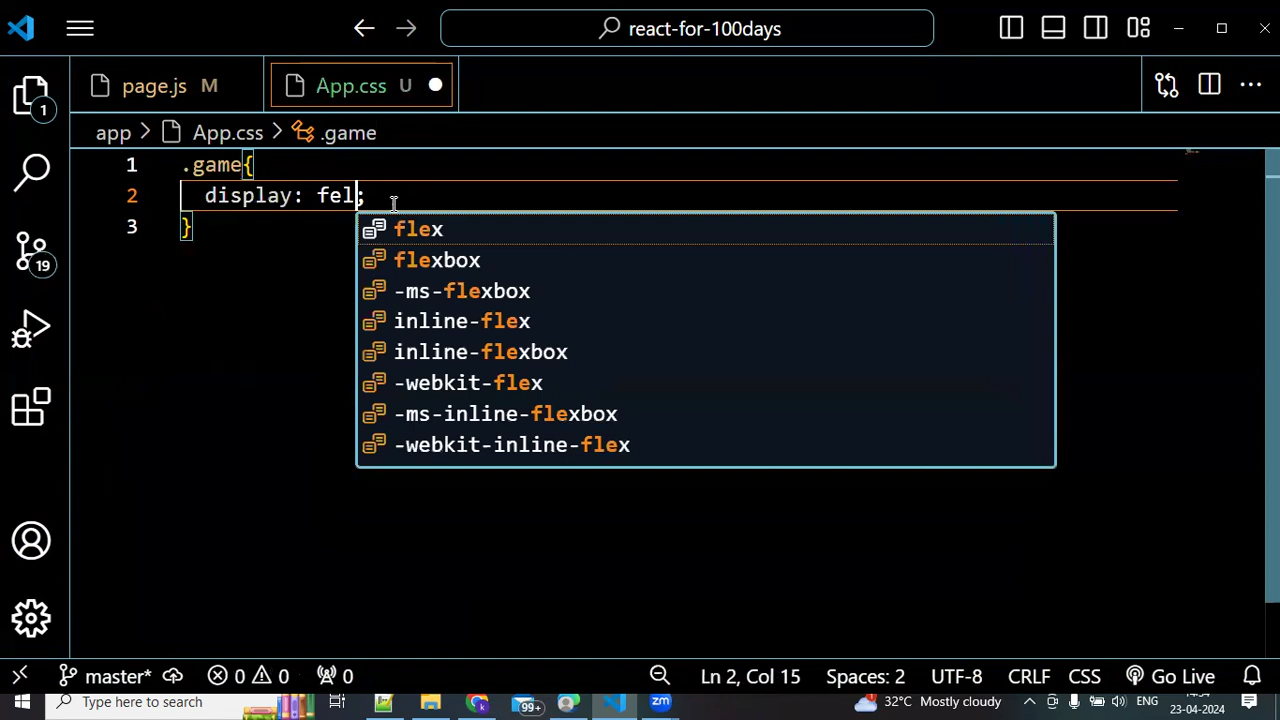 react-for-100days
page.js M
App.css U
app > App.css > .game
1 .game{
2 display: fel;
3 }
flex
flexbox
-ms-flexbox
inline-flex
inline-flexbox
-webkit-flex
-ms-inline-flexbox
-webkit-inline-flex
1
19
master* 0 0 0 Ln 2, Col 15 Spaces: 2 UTF-8 CRLF CSS Go Live
Type here to search 99+ 32°C Mostly cloudy ENG
23-04-2024